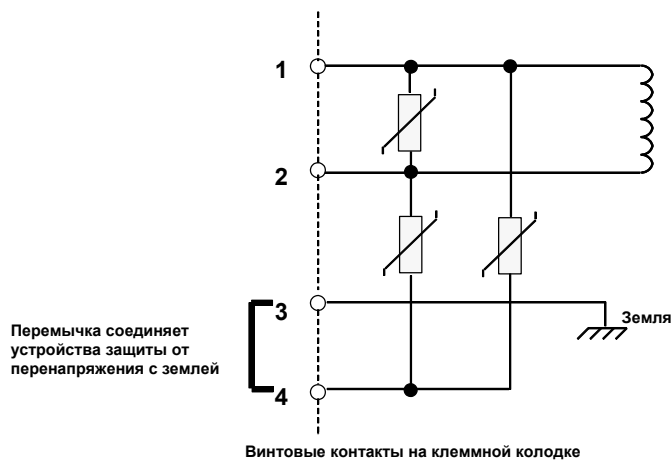 1
2
3
4
Перемычка соединяет
устройства защиты от
перенапряжения с землей
Земля
Винтовые контакты на клеммной колодке